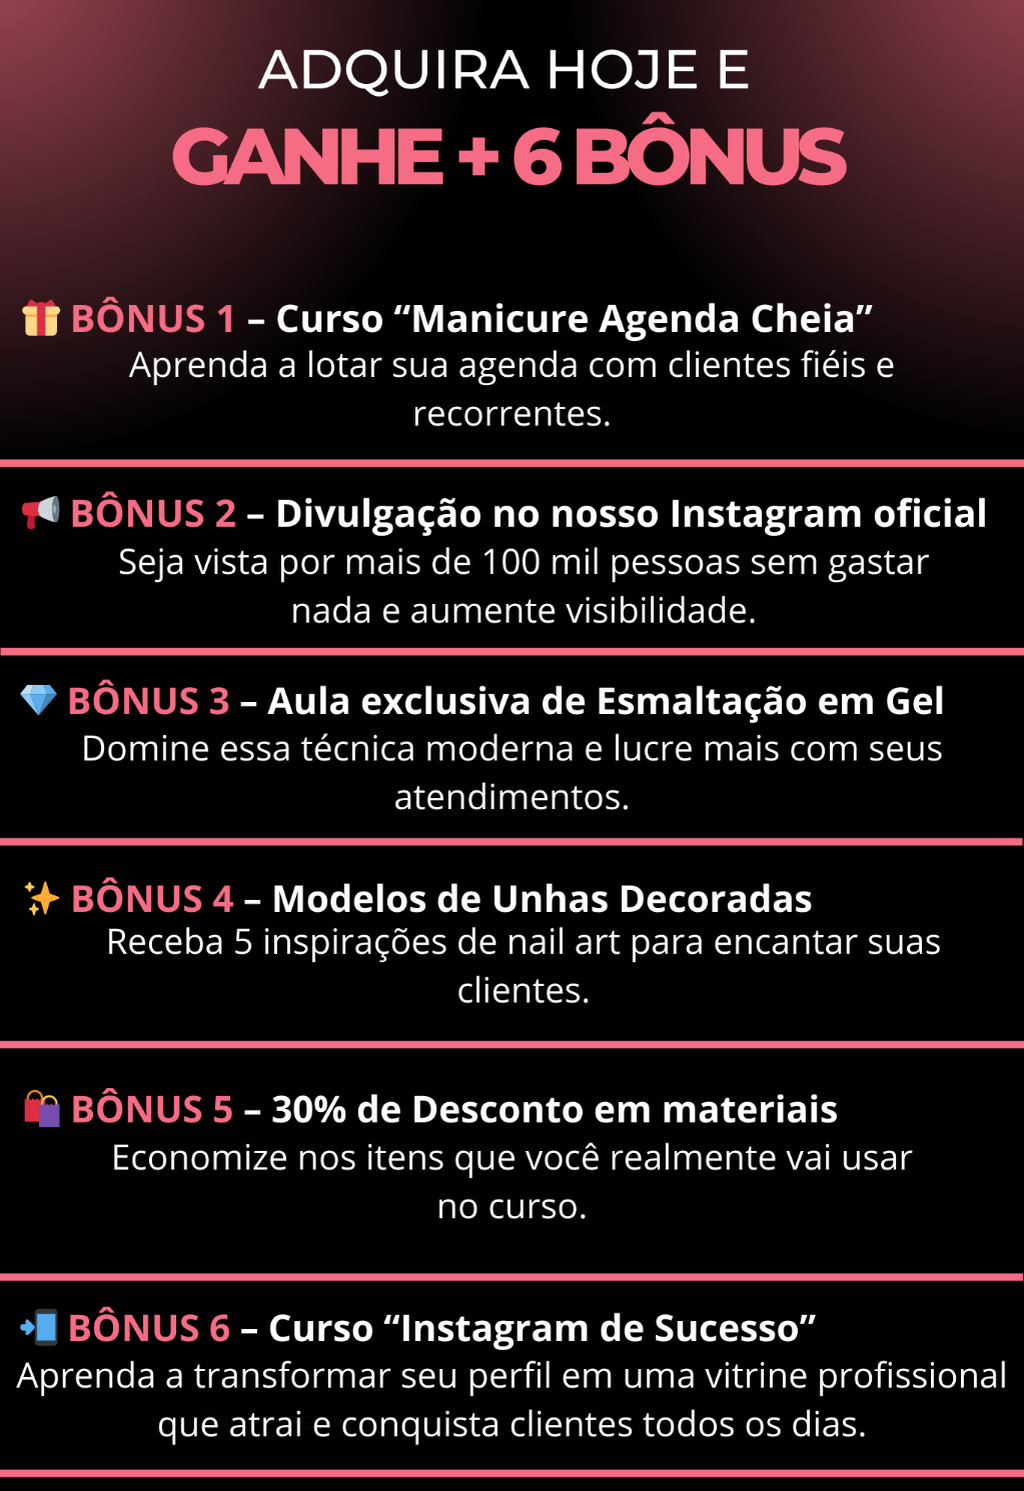 ADQUIRA HOJE E
GANHE + 6 BÔNUS
🎁 BÔNUS 1 – Curso “Manicure Agenda Cheia”
Aprenda a lotar sua agenda com clientes fiéis e
recorrentes.
📢 BÔNUS 2 – Divulgação no nosso Instagram oficial
Seja vista por mais de 100 mil pessoas sem gastar
nada e aumente visibilidade.
💎 BÔNUS 3 – Aula exclusiva de Esmaltação em Gel
Domine essa técnica moderna e lucre mais com seus
atendimentos.
✨ BÔNUS 4 – Modelos de Unhas Decoradas
Receba 5 inspirações de nail art para encantar suas
clientes.
🛍️ BÔNUS 5 – 30% de Desconto em materiais
Economize nos itens que você realmente vai usar
no curso.
📲 BÔNUS 6 – Curso “Instagram de Sucesso”
Aprenda a transformar seu perfil em uma vitrine profissional
que atrai e conquista clientes todos os dias.